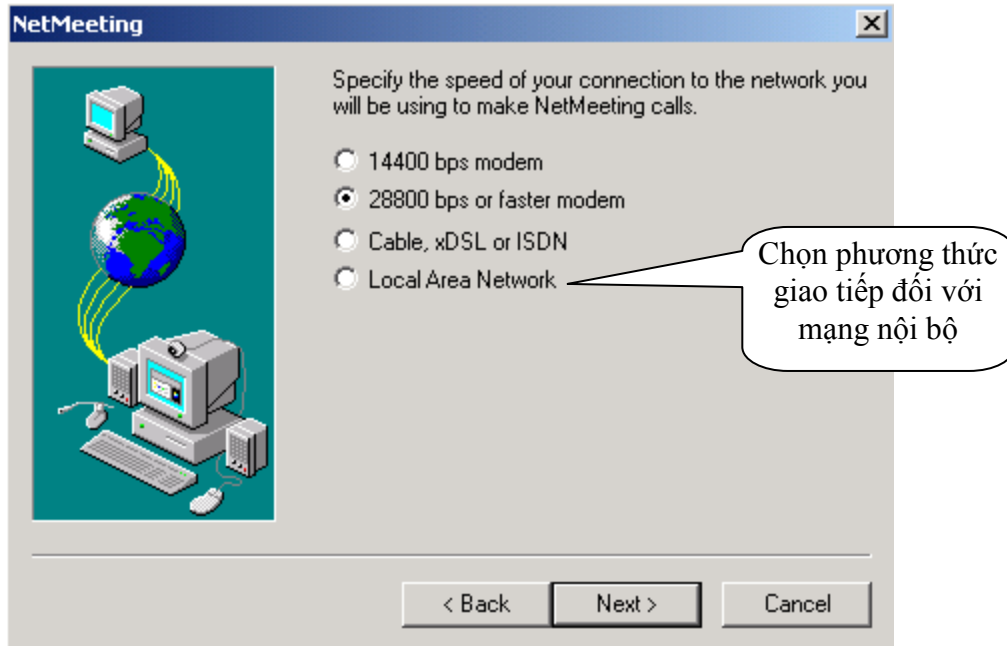 NetMeeting
Specify the speed of your connection to the network you
will be using to make NetMeeting calls.
14400 bps modem
28800 bps or faster modem
Cable, xDSL or ISDN
Local Area Network
Chọn phương thức
giao tiếp đối với
mạng nội bộ
< Back
Next >
Cancel